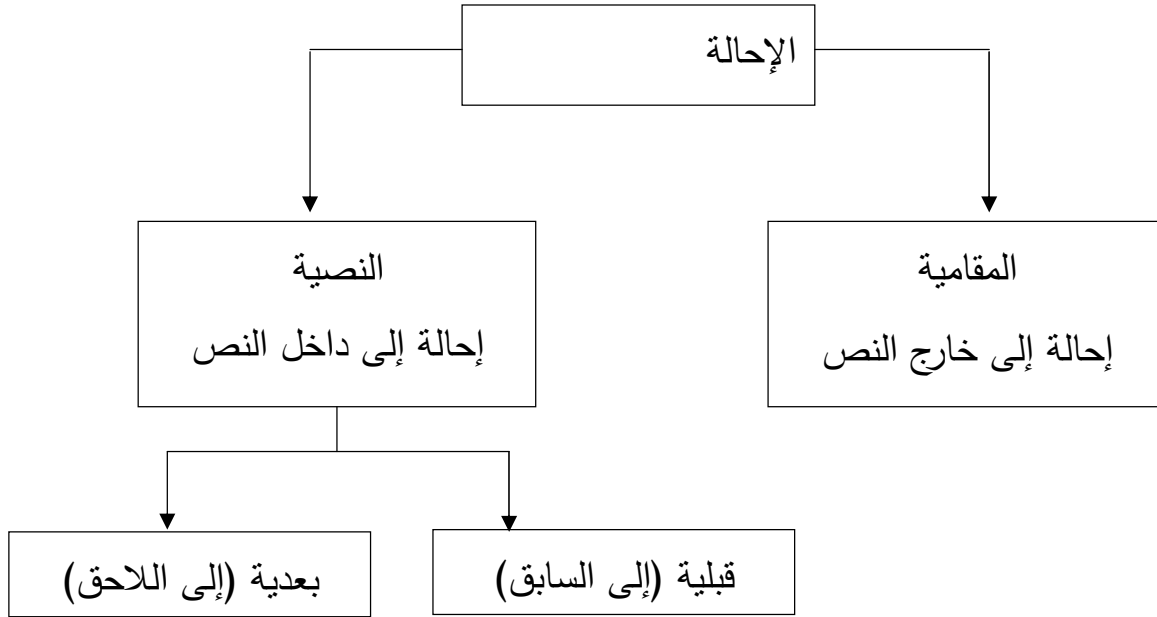 الإحالة
المقامية
إحالة إلى خارج النص
النصية
إحالة إلى داخل النص
قبلية (إلى السابق)
بعدية (إلى اللاحق)